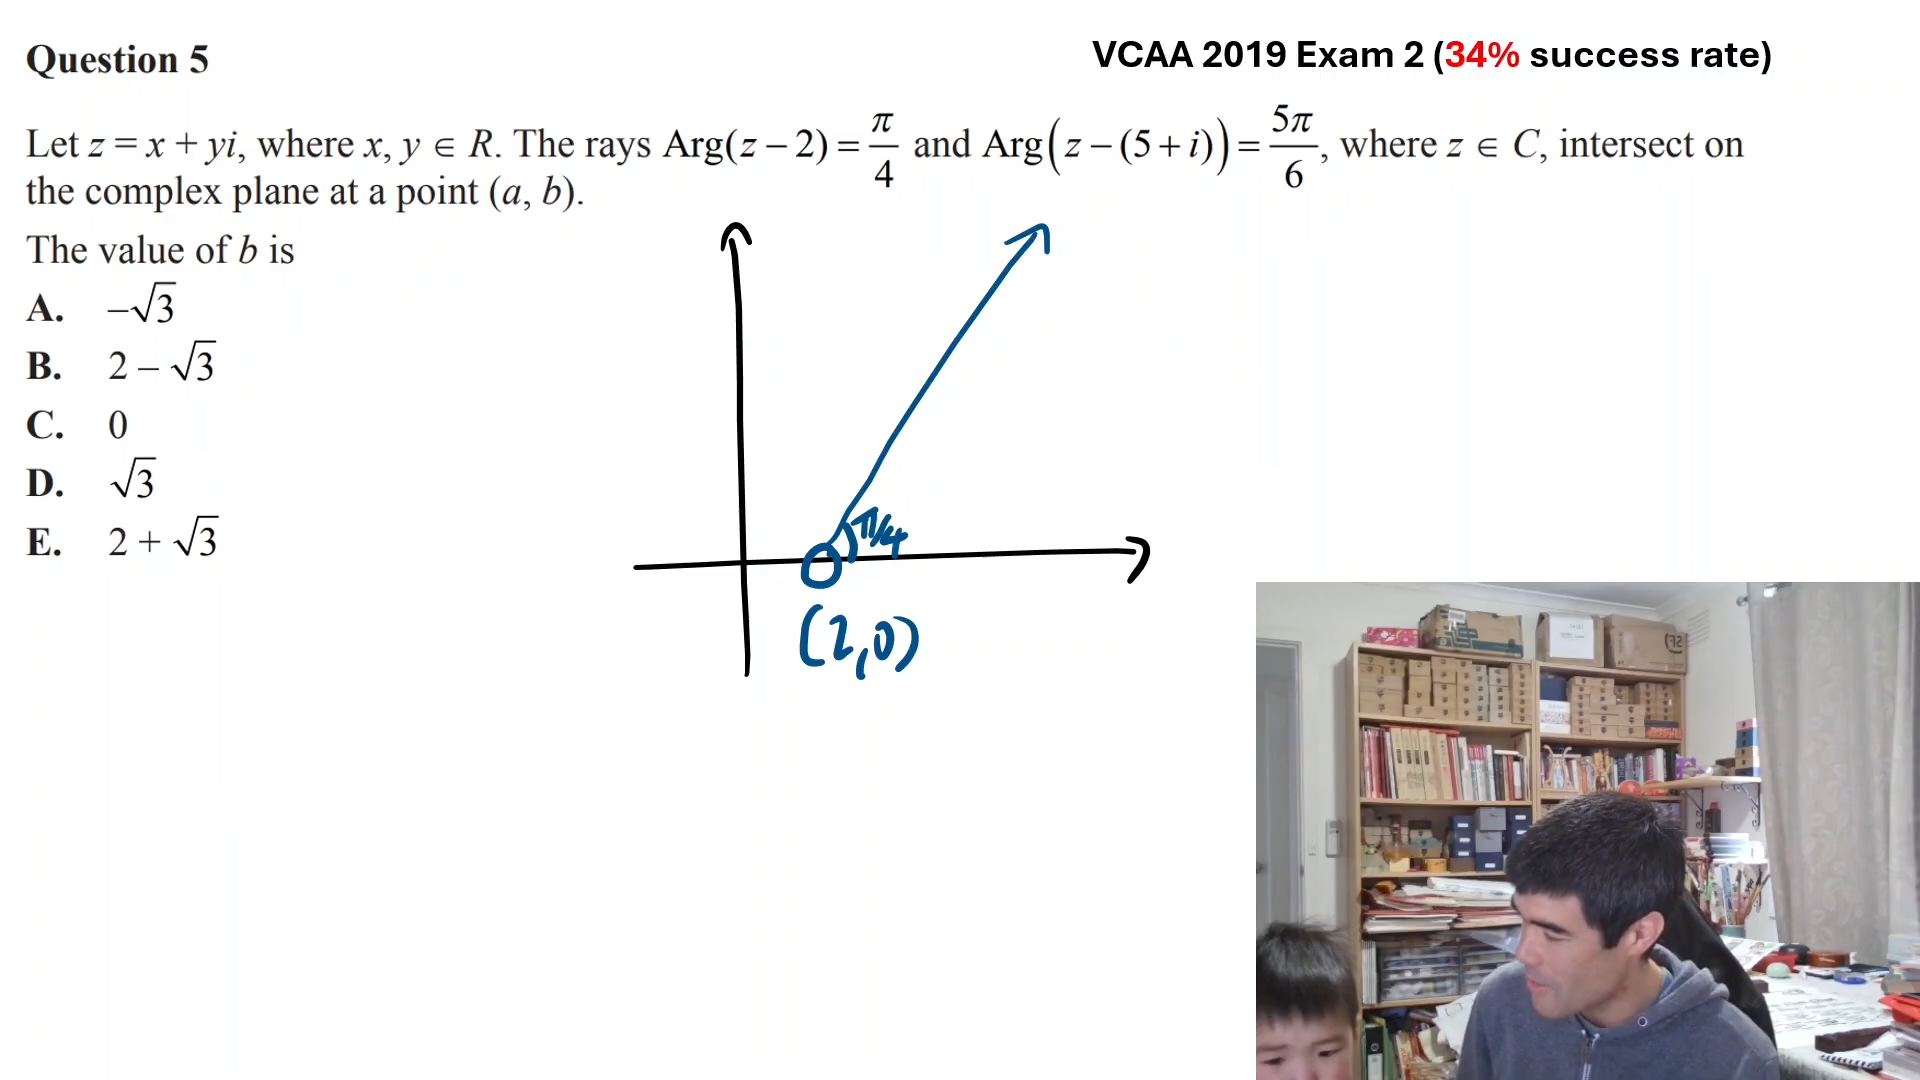 Question 5
VCAA 2019 Exam 2 (34% success rate)
Let z = x + yi, where x, y ∈ R. The rays Arg(z − 2) = π/4 and Arg(z − (5 + i)) = 5π/6, where z ∈ C, intersect on
the complex plane at a point (a, b).
The value of b is
A. −√3
B. 2 − √3
C. 0
D. √3
E. 2 + √3
π/4
(2,0)